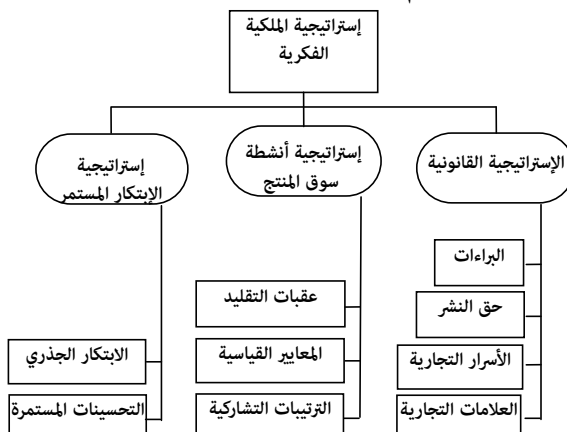 إستراتيجية الملكية
الفكرية
الإستراتيجية القانونية
إستراتيجية أنشطة
سوق المنتج
إستراتيجية
الإبتكار المستمر
البراءات
حق النشر
الأسرار التجارية
العلامات التجارية
عقبات التقليد
المعايير القياسية
الترتيبات التشاركية
الابتكار الجذري
التحسينات المستمرة